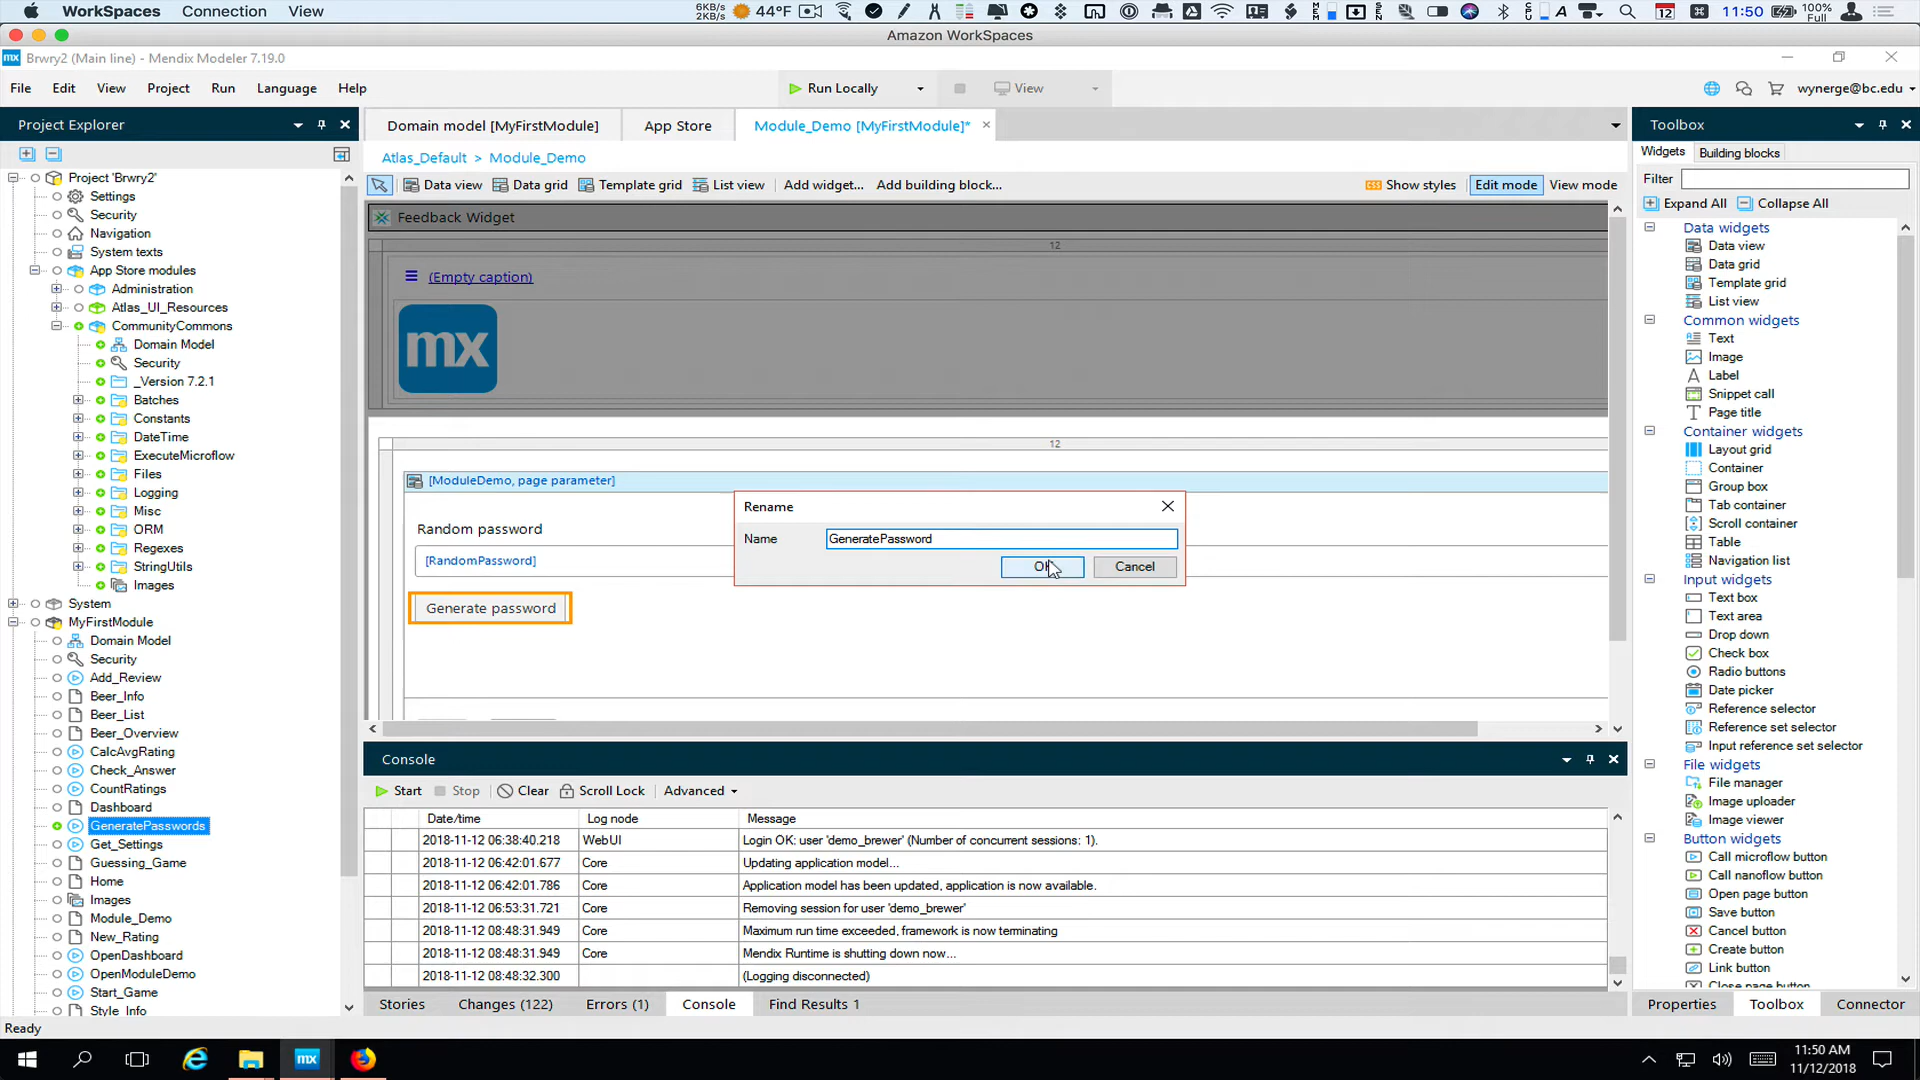 WorkSpaces Connection View
6KB/s
2KB/s
44°F
12
11:50
100%
Full
Amazon WorkSpaces
mx Brwry2 (Main line) - Mendix Modeler 7.19.0
File Edit View Project Run Language Help
Run Locally
View
wynerge@bc.edu
Project Explorer
Domain model [MyFirstModule]
App Store
Module_Demo [MyFirstModule]*
Toolbox
Atlas_Default > Module_Demo
Widgets
Building blocks
Data view
Data grid
Template grid
List view
Add widget...
Add building block...
Show styles
Edit mode
View mode
Filter
Expand All
Collapse All
Project 'Brwry2'
Settings
Security
Navigation
System texts
App Store modules
Administration
Atlas_UI_Resources
CommunityCommons
Domain Model
Security
_Version 7.2.1
Batches
Constants
DateTime
ExecuteMicroflow
Files
Logging
Misc
ORM
Regexes
StringUtils
Images
System
MyFirstModule
Domain Model
Security
Add_Review
Beer_Info
Beer_List
Beer_Overview
CalcAvgRating
Check_Answer
CountRatings
Dashboard
GeneratePasswords
Get_Settings
Guessing_Game
Home
Images
Module_Demo
New_Rating
OpenDashboard
OpenModuleDemo
Start_Game
Style_Info
Feedback Widget
12
(Empty caption)
mx
12
[ModuleDemo, page parameter]
Random password
[RandomPassword]
Generate password
Rename
Name
GeneratePassword
OK
Cancel
Console
Start
Stop
Clear
Scroll Lock
Advanced
Date/time Log node Message
2018-11-12 06:38:40.218 WebUI Login OK: user 'demo_brewer' (Number of concurrent sessions: 1).
2018-11-12 06:42:01.677 Core Updating application model...
2018-11-12 06:42:01.786 Core Application model has been updated, application is now available.
2018-11-12 06:53:31.721 Core Removing session for user 'demo_brewer'
2018-11-12 08:48:31.949 Core Maximum run time exceeded, framework is now terminating
2018-11-12 08:48:31.949 Core Mendix Runtime is shutting down now...
2018-11-12 08:48:32.300 (Logging disconnected)
Stories
Changes (122)
Errors (1)
Console
Find Results 1
Data widgets
Data view
Data grid
Template grid
List view
Common widgets
Text
Image
Label
Snippet call
Page title
Container widgets
Layout grid
Container
Group box
Tab container
Scroll container
Table
Navigation list
Input widgets
Text box
Text area
Drop down
Check box
Radio buttons
Date picker
Reference selector
Reference set selector
Input reference set selector
File widgets
File manager
Image uploader
Image viewer
Button widgets
Call microflow button
Call nanoflow button
Open page button
Save button
Cancel button
Create button
Link button
Close page button
Properties
Toolbox
Connector
Ready
mx
11:50 AM
11/12/2018